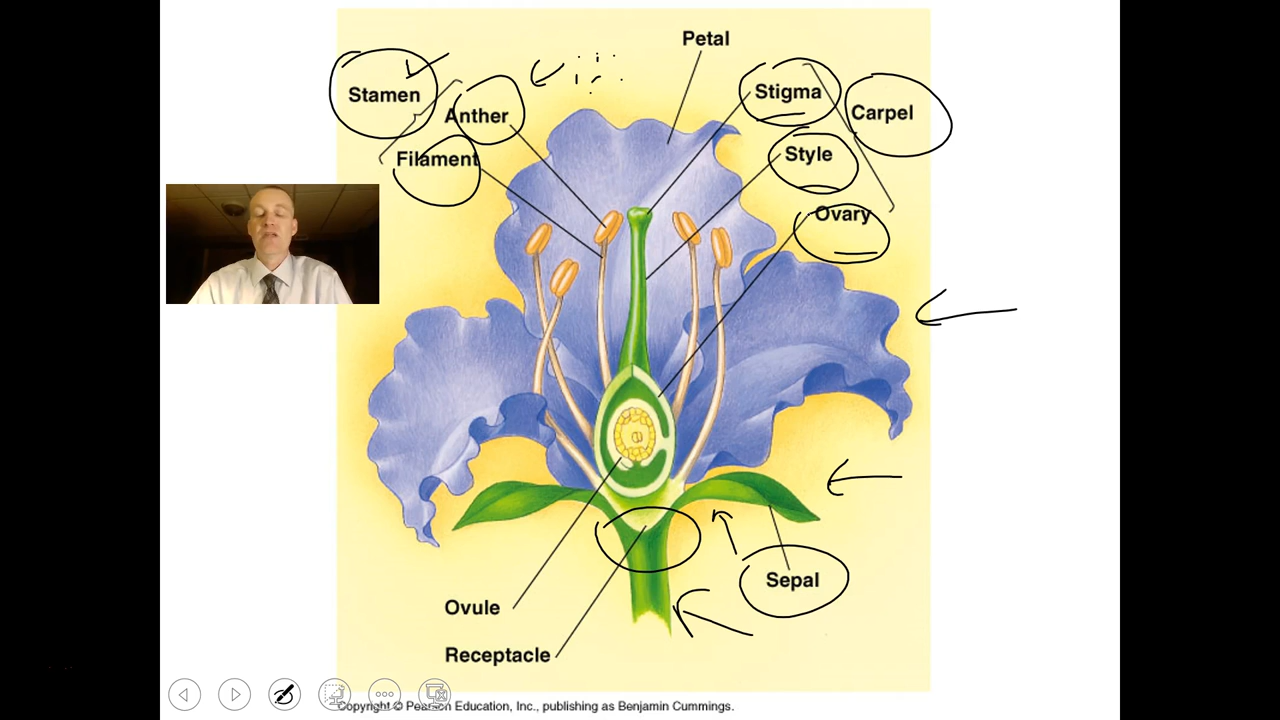 Petal
Stamen
Anther
Filament
Stigma
Carpel
Style
Ovary
Sepal
Ovule
Receptacle
Copyright © Pearson Education, Inc., publishing as Benjamin Cummings.